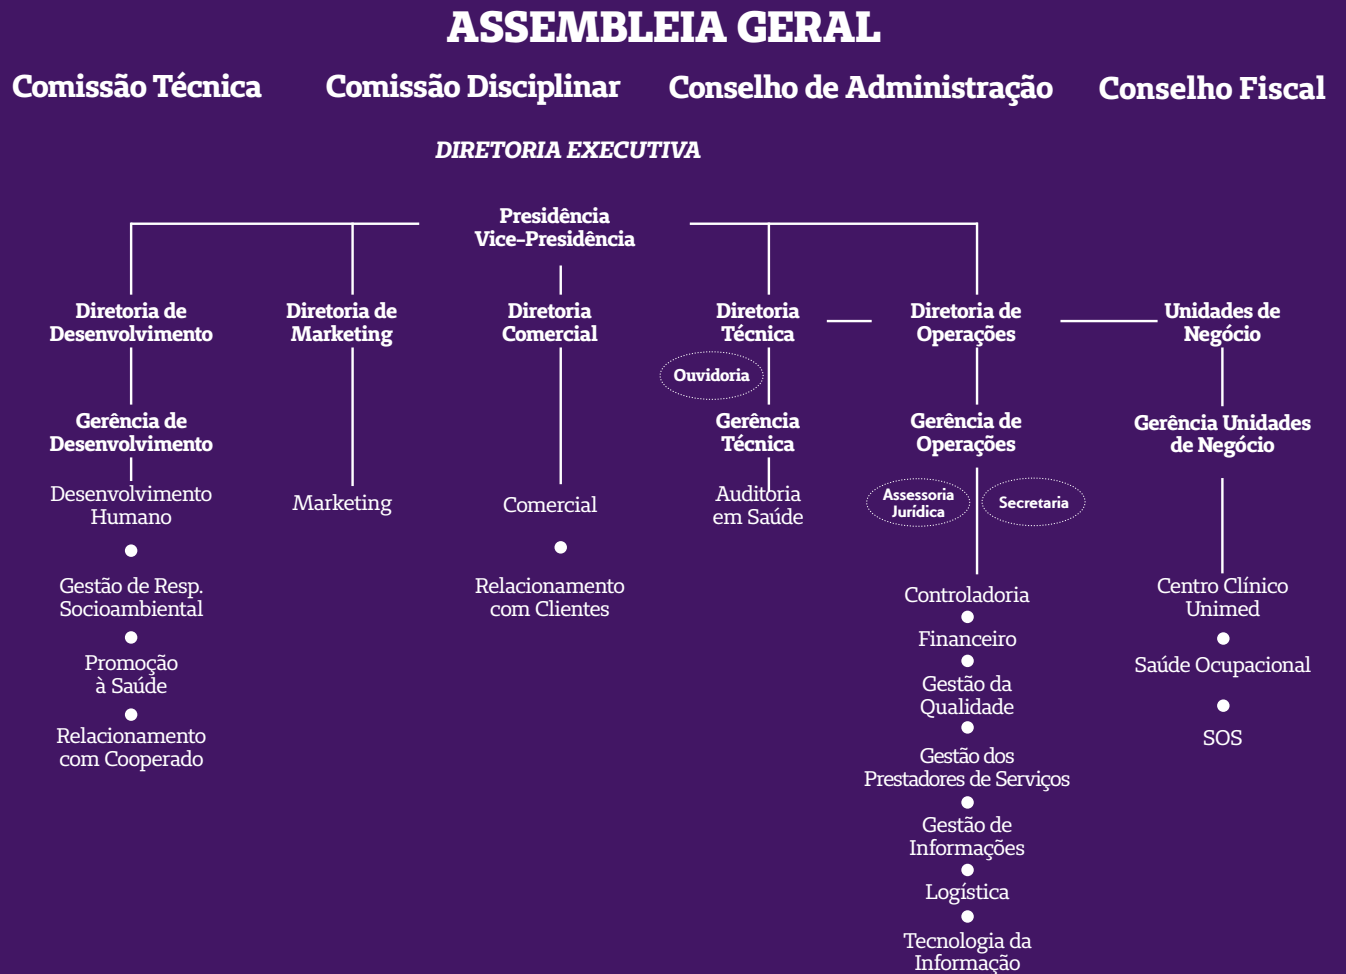 ASSEMBLEIA GERAL
Comissão Técnica
Comissão Disciplinar
Conselho de Administração
Conselho Fiscal
DIRETORIA EXECUTIVA
Presidência
Vice-Presidência
Diretoria de
Desenvolvimento
Gerência de
Desenvolvimento
Desenvolvimento
Humano
Gestão de Resp.
Socioambiental
Promoção
à Saúde
Relacionamento
com Cooperado
Diretoria de
Marketing
Marketing
Diretoria
Comercial
Comercial
Relacionamento
com Clientes
Diretoria
Técnica
Ouvidoria
Gerência
Técnica
Auditoria
em Saúde
Diretoria de
Operações
Gerência de
Operações
Assessoria
Jurídica
Secretaria
Controladoria
Financeiro
Gestão da
Qualidade
Gestão dos
Prestadores de Serviços
Gestão de
Informações
Logística
Tecnologia da
Informação
Unidades de
Negócio
Gerência Unidades
de Negócio
Centro Clínico
Unimed
Saúde Ocupacional
SOS